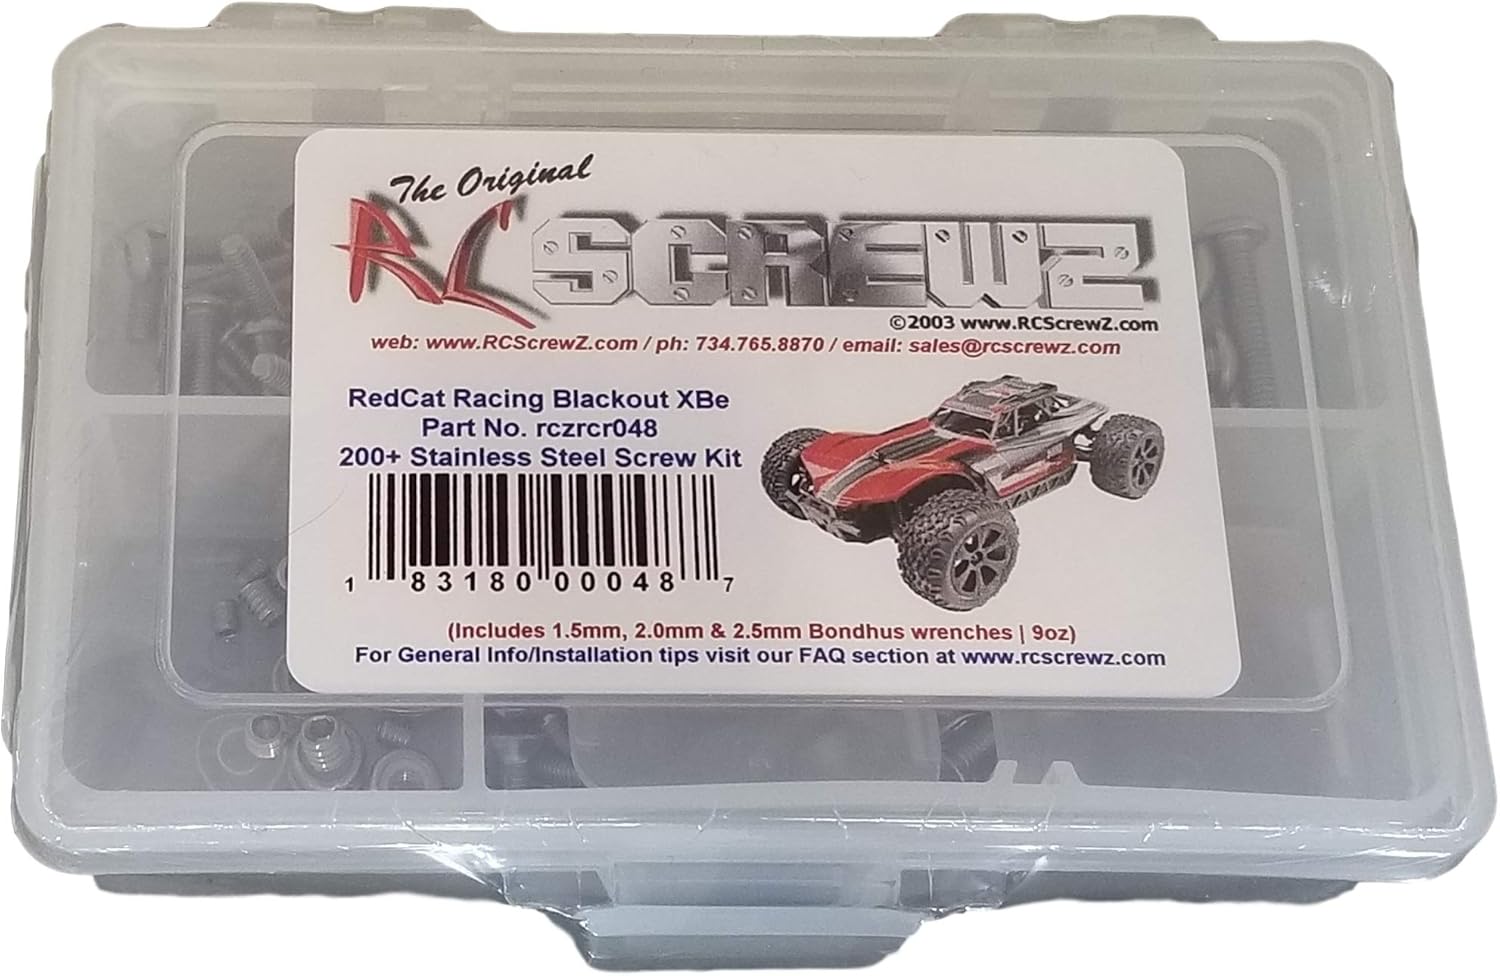 The Original
RC SCREWZ
©2003 www.RCScrewZ.com
web: www.RCScrewZ.com / ph: 734.765.8870 / email: sales@rcscrewz.com
RedCat Racing Blackout XBe
Part No. rczrcr048
200+ Stainless Steel Screw Kit
1 83180 00048 7
(Includes 1.5mm, 2.0mm & 2.5mm Bondhus wrenches | 9oz)
For General Info/Installation tips visit our FAQ section at www.rcscrewz.com